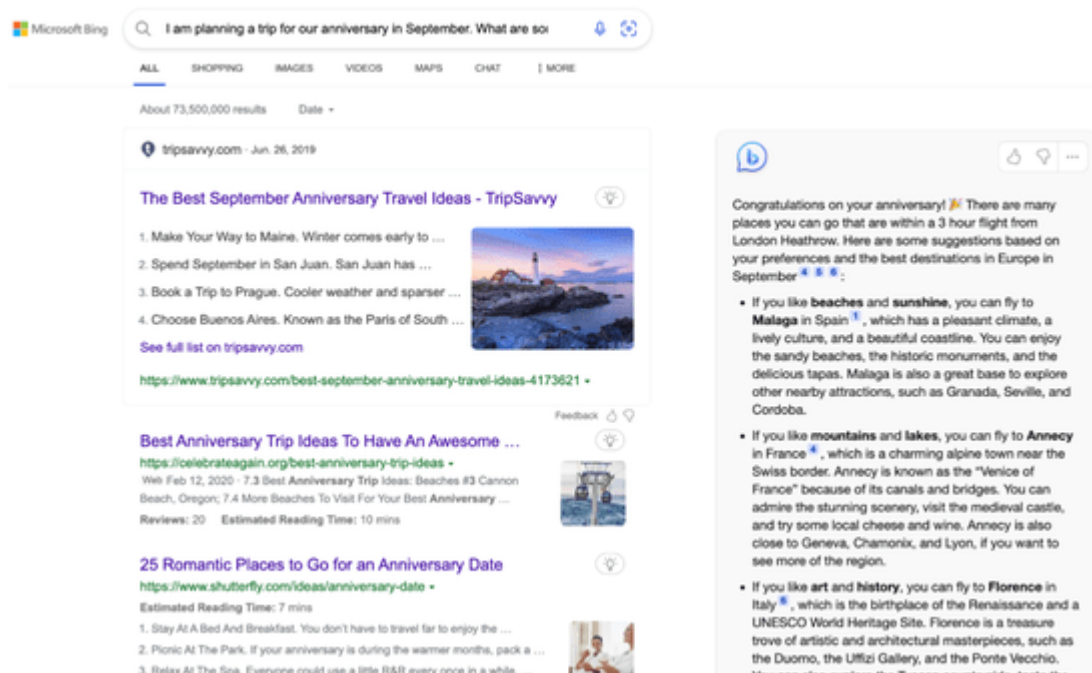 Microsoft Bing
I am planning a trip for our anniversary in September. What are
ALL SHOPPING IMAGES VIDEOS MAPS CHAT MORE
About 73,500,000 results Date
tripsavvy.com · Jun. 26, 2019
The Best September Anniversary Travel Ideas - TripSavvy
1. Make Your Way to Maine. Winter comes early to ...
2. Spend September in San Juan. San Juan has ...
3. Book a Trip to Prague. Cooler weather and sparser ...
4. Choose Buenos Aires. Known as the Paris of South ...
See full list on tripsavvy.com
https://www.tripsavvy.com/best-september-anniversary-travel-ideas-4173621
Feedback
Best Anniversary Trip Ideas To Have An Awesome ...
https://celebrateagain.org/best-anniversary-trip-ideas
Web Feb 12, 2020 · 7.3 Best Anniversary Trip Ideas: Beaches #3 Cannon
Beach, Oregon; 7.4 More Beaches To Visit For Your Best Anniversary ...
Reviews: 20 Estimated Reading Time: 10 mins
25 Romantic Places to Go for an Anniversary Date
https://www.shutterfly.com/ideas/anniversary-date
Estimated Reading Time: 7 mins
1. Stay At A Bed And Breakfast. You don't have to travel far to enjoy the ...
2. Picnic At The Park. If your anniversary is during the warmer months, pack a ...
3. Relax At The Spa. Everyone could use a little R&R every once in a while
b
Congratulations on your anniversary! 🎉 There are many
places you can go that are within a 3 hour flight from
London Heathrow. Here are some suggestions based on
your preferences and the best destinations in Europe in
September 4 5 6 :
• If you like beaches and sunshine, you can fly to
Malaga in Spain 1 , which has a pleasant climate, a
lively culture, and a beautiful coastline. You can enjoy
the sandy beaches, the historic monuments, and the
delicious tapas. Malaga is also a great base to explore
other nearby attractions, such as Granada, Seville, and
Cordoba.
• If you like mountains and lakes, you can fly to Annecy
in France 4 , which is a charming alpine town near the
Swiss border. Annecy is known as the "Venice of
France" because of its canals and bridges. You can
admire the stunning scenery, visit the medieval castle,
and try some local cheese and wine. Annecy is also
close to Geneva, Chamonix, and Lyon, if you want to
see more of the region.
• If you like art and history, you can fly to Florence in
Italy 6 , which is the birthplace of the Renaissance and a
UNESCO World Heritage Site. Florence is a treasure
trove of artistic and architectural masterpieces, such as
the Duomo, the Uffizi Gallery, and the Ponte Vecchio.